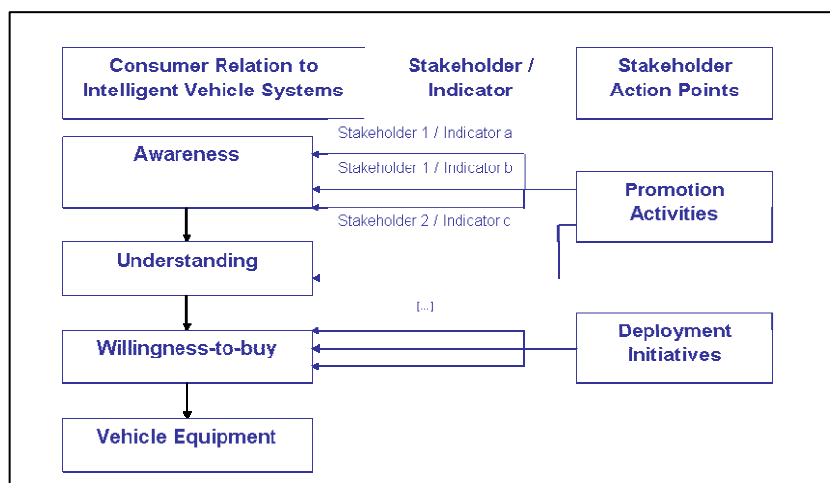 Consumer Relation to
Intelligent Vehicle Systems
Stakeholder /
Indicator
Stakeholder
Action Points
Awareness
Stakeholder 1 / Indicator a
Stakeholder 1 / Indicator b
Stakeholder 2 / Indicator c
Promotion
Activities
Understanding
[...]
Willingness-to-buy
Deployment
Initiatives
Vehicle Equipment